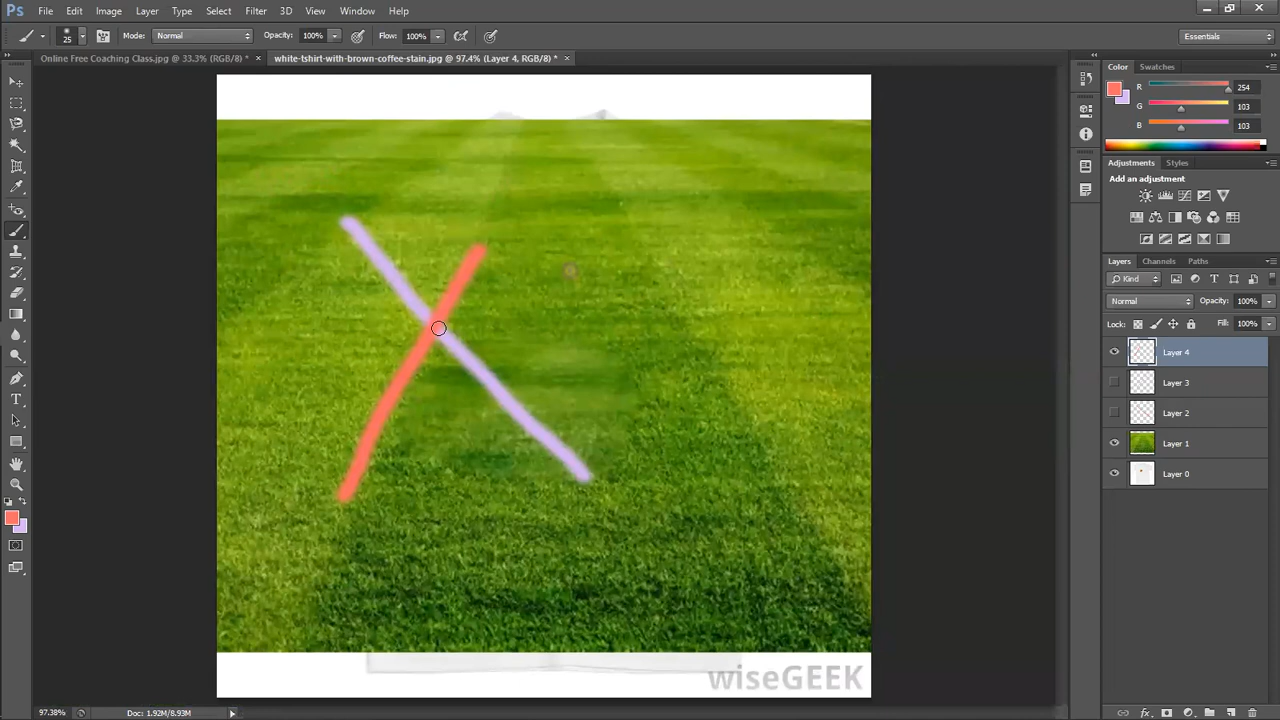 Ps File Edit Image Layer Type Select Filter 3D View Window Help
25 Mode: Normal Opacity: 100% Flow: 100% Essentials
Online Free Coaching Class.jpg @ 33.3% (RGB/8) * × white-tshirt-with-brown-coffee-stain.jpg @ 97.4% (Layer 4, RGB/8) * ×
Color Swatches
R 254
G 103
B 103
Adjustments Styles
Add an adjustment
Layers Channels Paths
Kind
Normal Opacity: 100%
Lock: Fill: 100%
Layer 4
Layer 3
Layer 2
Layer 1
Layer 0
wiseGEEK
97.38% Doc: 1.92M/8.93M